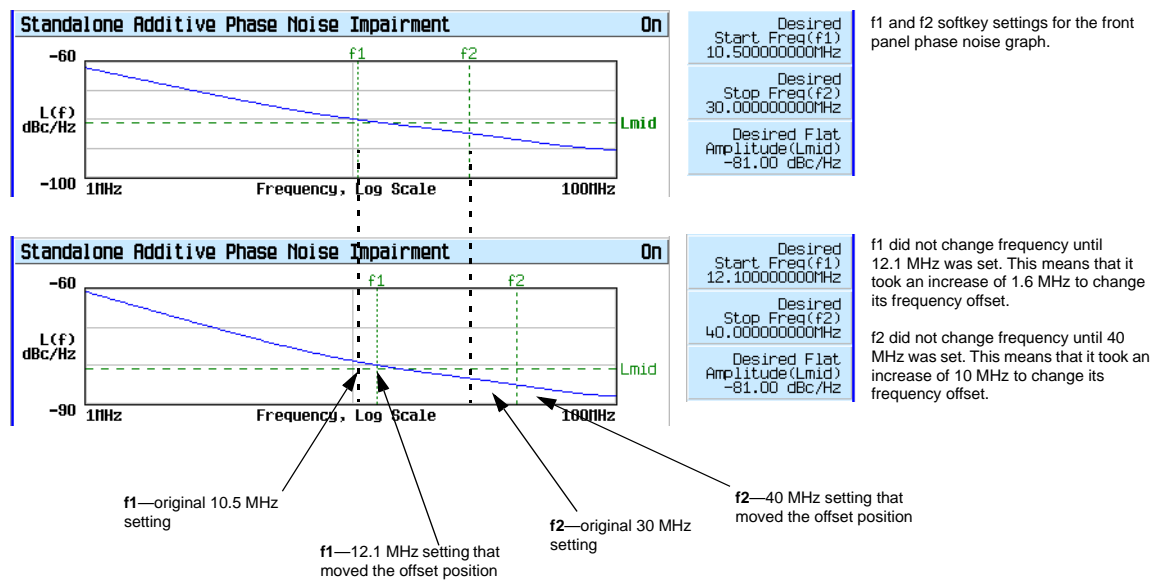 Standalone Additive Phase Noise Impairment On
-60
f1 f2
L(f)
dBc/Hz
Lmid
-100
1MHz Frequency, Log Scale 100MHz
Desired
Start Freq(f1)
10.500000000MHz
Desired
Stop Freq(f2)
30.000000000MHz
Desired Flat
Amplitude(Lmid)
-81.00 dBc/Hz
f1 and f2 softkey settings for the front
panel phase noise graph.
Standalone Additive Phase Noise Impairment On
-60
f1 f2
L(f)
dBc/Hz
Lmid
-90
1MHz Frequency, Log Scale 100MHz
Desired
Start Freq(f1)
12.100000000MHz
Desired
Stop Freq(f2)
40.000000000MHz
Desired Flat
Amplitude(Lmid)
-81.00 dBc/Hz
f1 did not change frequency until
12.1 MHz was set. This means that it
took an increase of 1.6 MHz to change
its frequency offset.
f2 did not change frequency until 40
MHz was set. This means that it took an
increase of 10 MHz to change its
frequency offset.
f1—original 10.5 MHz
setting
f1—12.1 MHz setting that
moved the offset position
f2—original 30 MHz
setting
f2—40 MHz setting that
moved the offset position